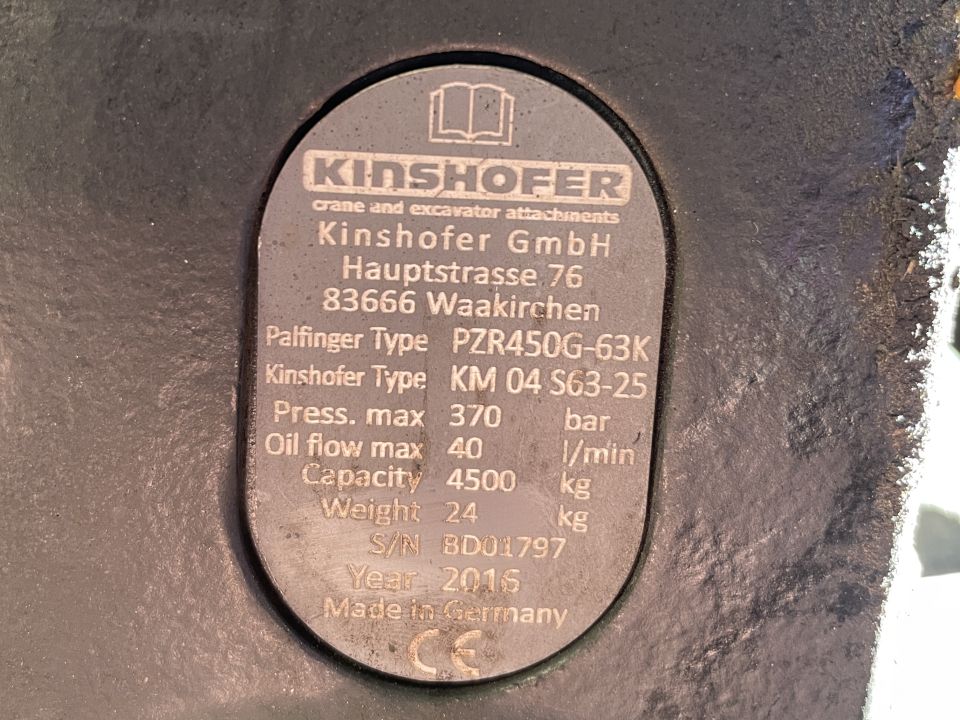 KINSHOFER
crane and excavator attachments
Kinshofer GmbH
Hauptstrasse 76
83666 Waakirchen
Palfinger Type PZR450G-63K
Kinshofer Type KM 04 S63-25
Press. max 370 bar
Oil flow max 40 l/min
Capacity 4500 kg
Weight 24 kg
S/N BD01797
Year 2016
Made in Germany
CE